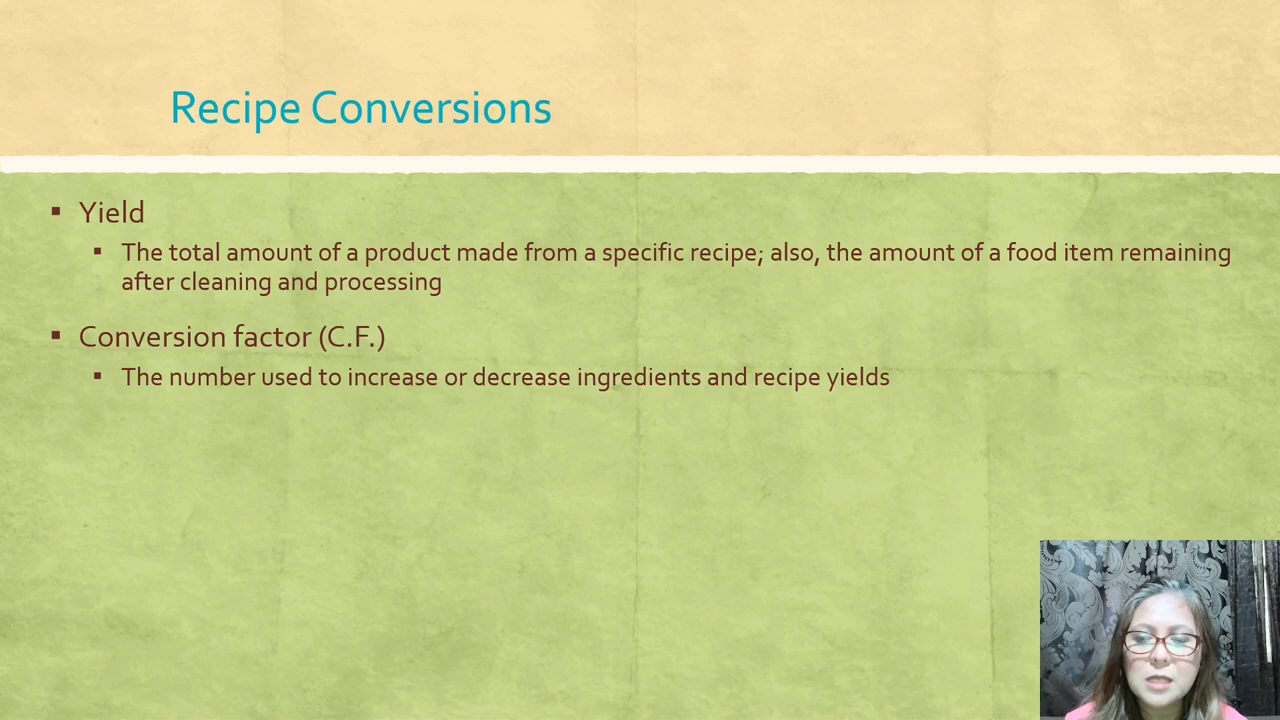 Recipe Conversions
▪ Yield
▪ The total amount of a product made from a specific recipe; also, the amount of a food item remaining
after cleaning and processing
▪ Conversion factor (C.F.)
▪ The number used to increase or decrease ingredients and recipe yields